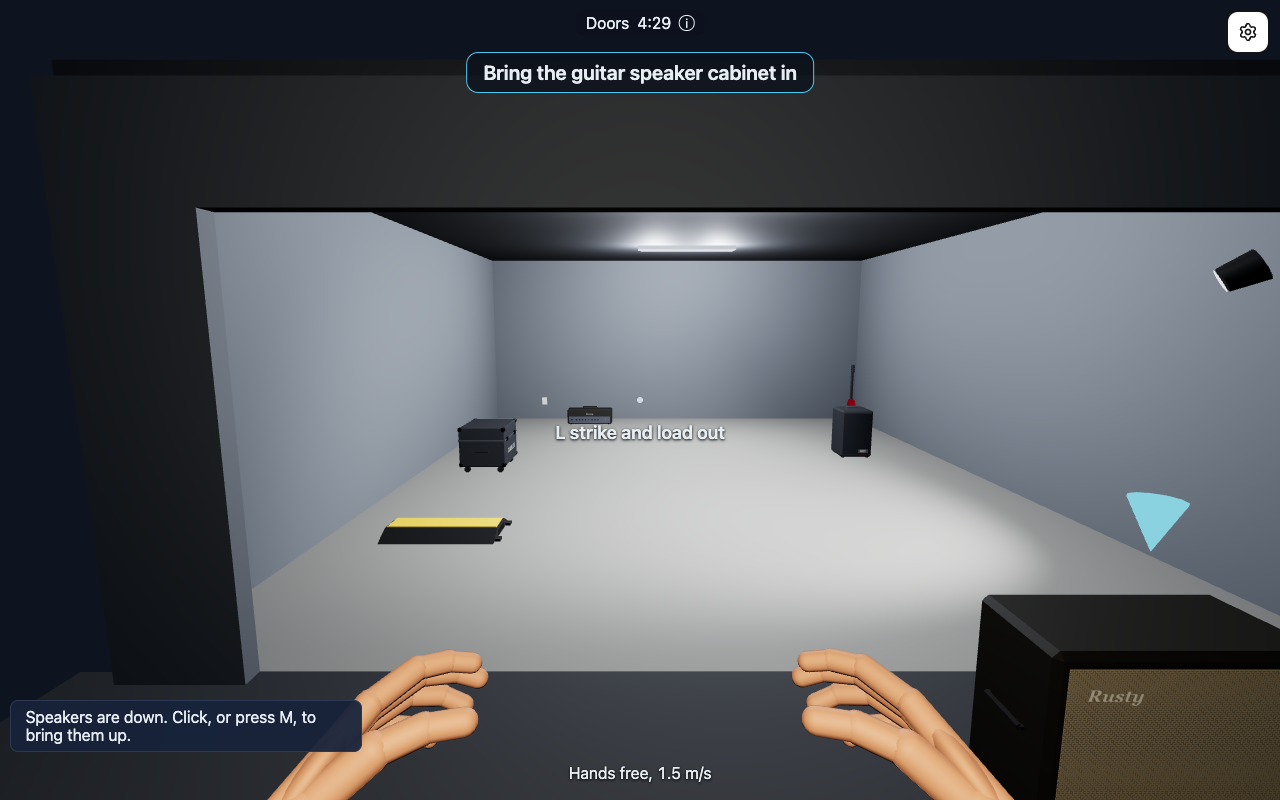 Doors 4:29 ⓘ
Bring the guitar speaker cabinet in
L strike and load out
Rusty
Speakers are down. Click, or press M, to
bring them up.
Hands free, 1.5 m/s